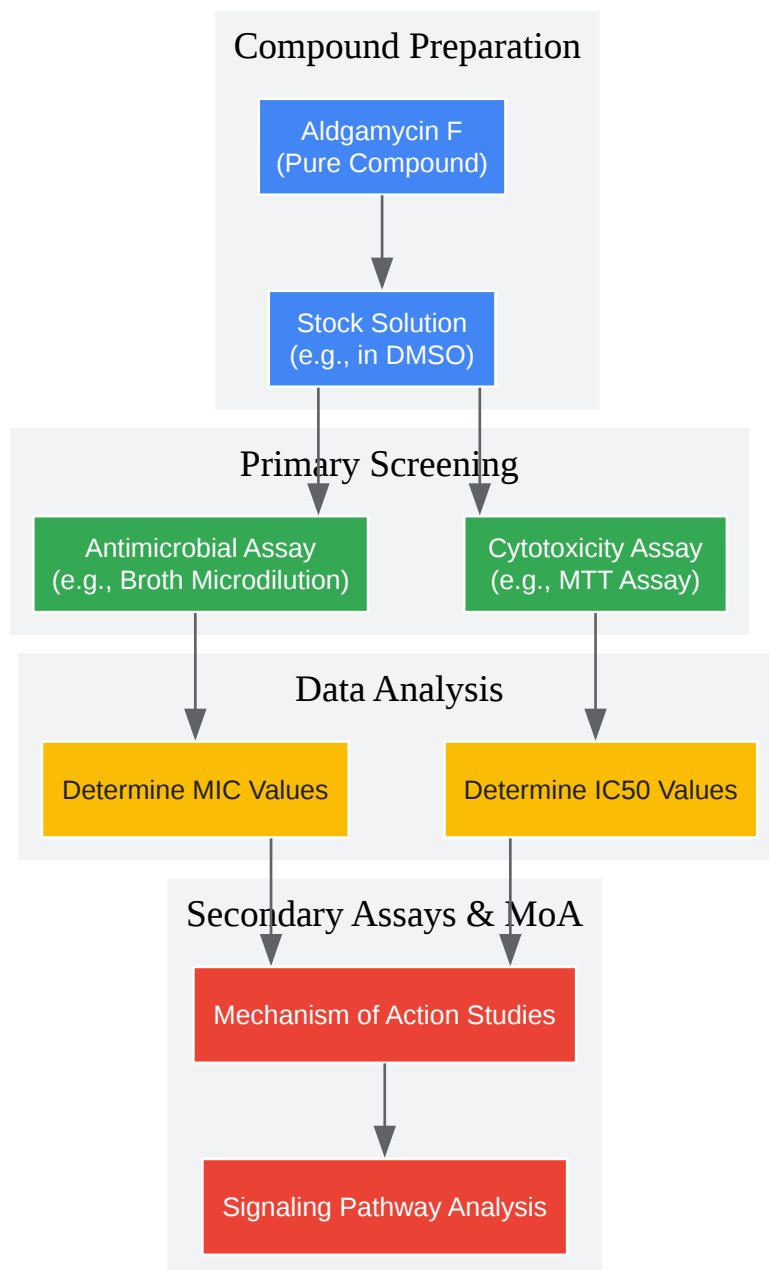 Compound Preparation
Aldgamycin F
(Pure Compound)
Stock Solution
(e.g., in DMSO)
Primary Screening
Antimicrobial Assay
(e.g., Broth Microdilution)
Cytotoxicity Assay
(e.g., MTT Assay)
Data Analysis
Determine MIC Values
Determine IC50 Values
Secondary Assays & MoA
Mechanism of Action Studies
Signaling Pathway Analysis